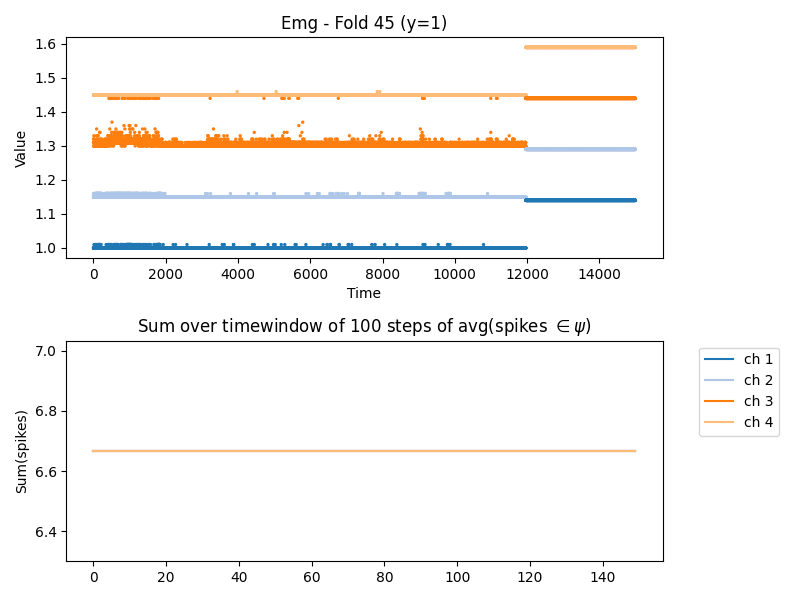 Emg - Fold 45 (y=1)
1.6
1.5
1.4
1.3
1.2
1.1
1.0
Value
0 2000 4000 6000 8000 10000 12000 14000
Time
Sum over timewindow of 100 steps of avg(spikes ∈ ψ)
7.0
6.8
6.6
6.4
Sum(spikes)
0 20 40 60 80 100 120 140
ch 1
ch 2
ch 3
ch 4